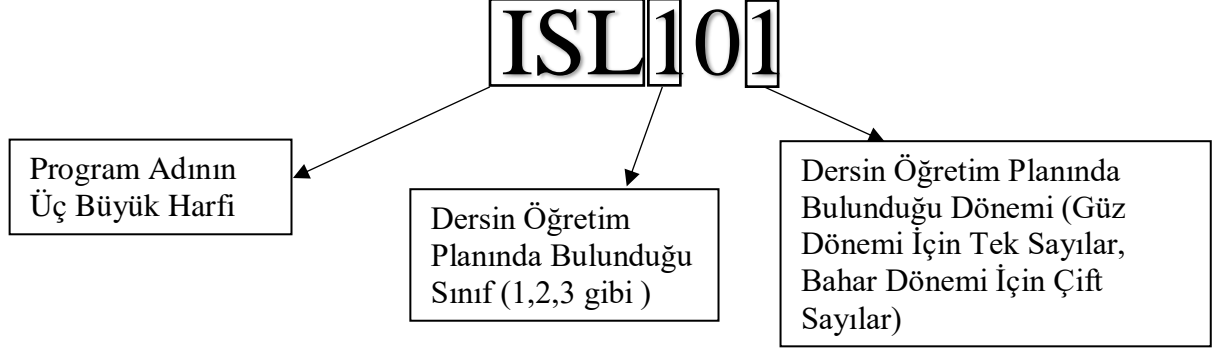 ISL101
Program Adının
Üç Büyük Harfi
Dersin Öğretim
Planında Bulunduğu
Sınıf (1,2,3 gibi )
Dersin Öğretim Planında
Bulunduğu Dönemi (Güz
Dönemi İçin Tek Sayılar,
Bahar Dönemi İçin Çift
Sayılar)